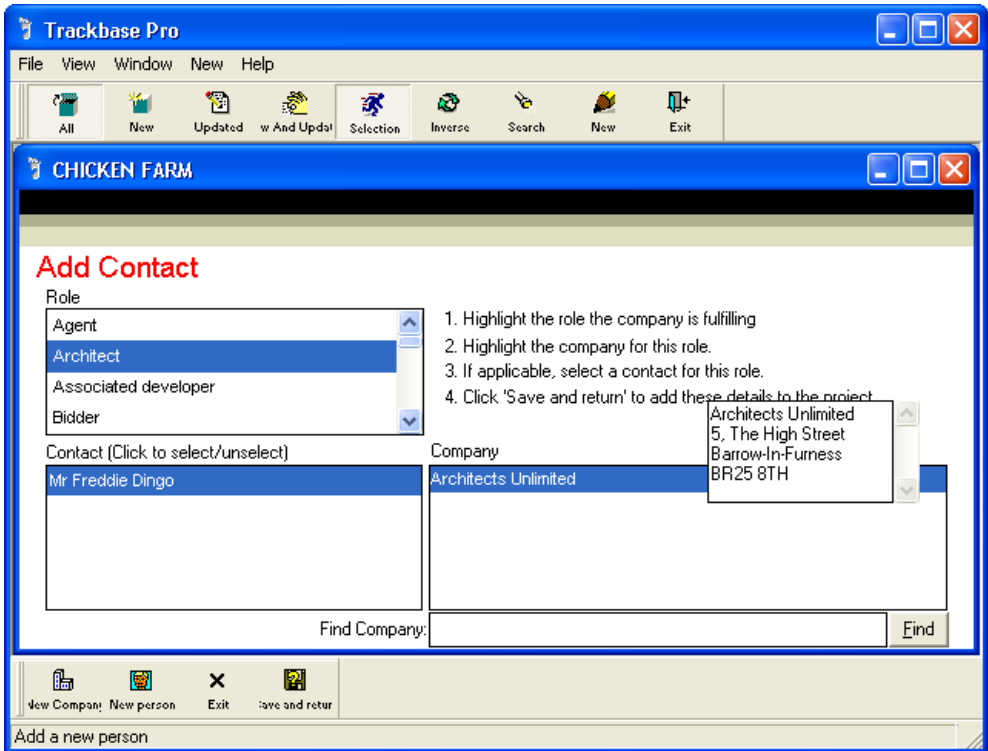 Trackbase Pro
File View Window New Help
All New Updated w And Updat Selection Inverse Search New Exit
CHICKEN FARM
Add Contact
Role
Agent
Architect
Associated developer
Bidder
1. Highlight the role the company is fulfilling
2. Highlight the company for this role.
3. If applicable, select a contact for this role.
4. Click 'Save and return' to add these details to the project
Architects Unlimited
5, The High Street
Barrow-In-Furness
BR25 8TH
Contact (Click to select/unselect)
Mr Freddie Dingo
Company
Architects Unlimited
Find Company: Find
New Company New person Exit ave and retur
Add a new person